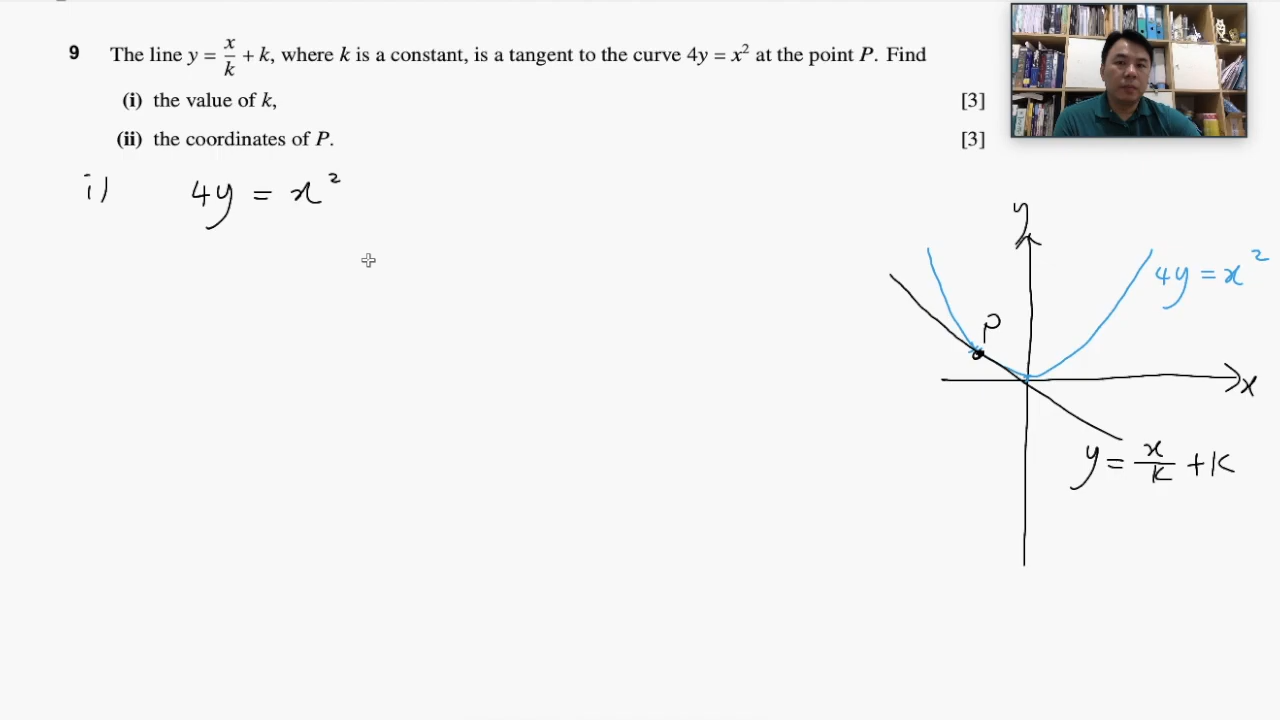 9 The line y = x/k + k, where k is a constant, is a tangent to the curve 4y = x² at the point P. Find
(i) the value of k, [3]
(ii) the coordinates of P. [3]
i) 4y = x²
y
4y = x²
P
x
y = x/k + k